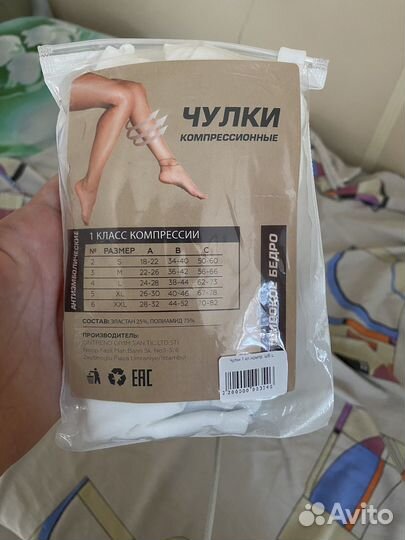 ЧУЛКИ
КОМПРЕССИОННЫЕ
АНТИЭМБОЛИЧЕСКИЕ
1 КЛАСС КОМПРЕССИИ
№ РАЗМЕР A B C
2 S 18-22 34-40 50-60
3 M 22-26 36-42 56-66
4 L 24-28 38-44 62-73
5 XL 26-30 40-46 67-78
6 XXL 28-32 44-52 70-82
БЕДРО
СОСТАВ: ЭЛАСТАН 25%, ПОЛИАМИД 75%
EAC
Avito